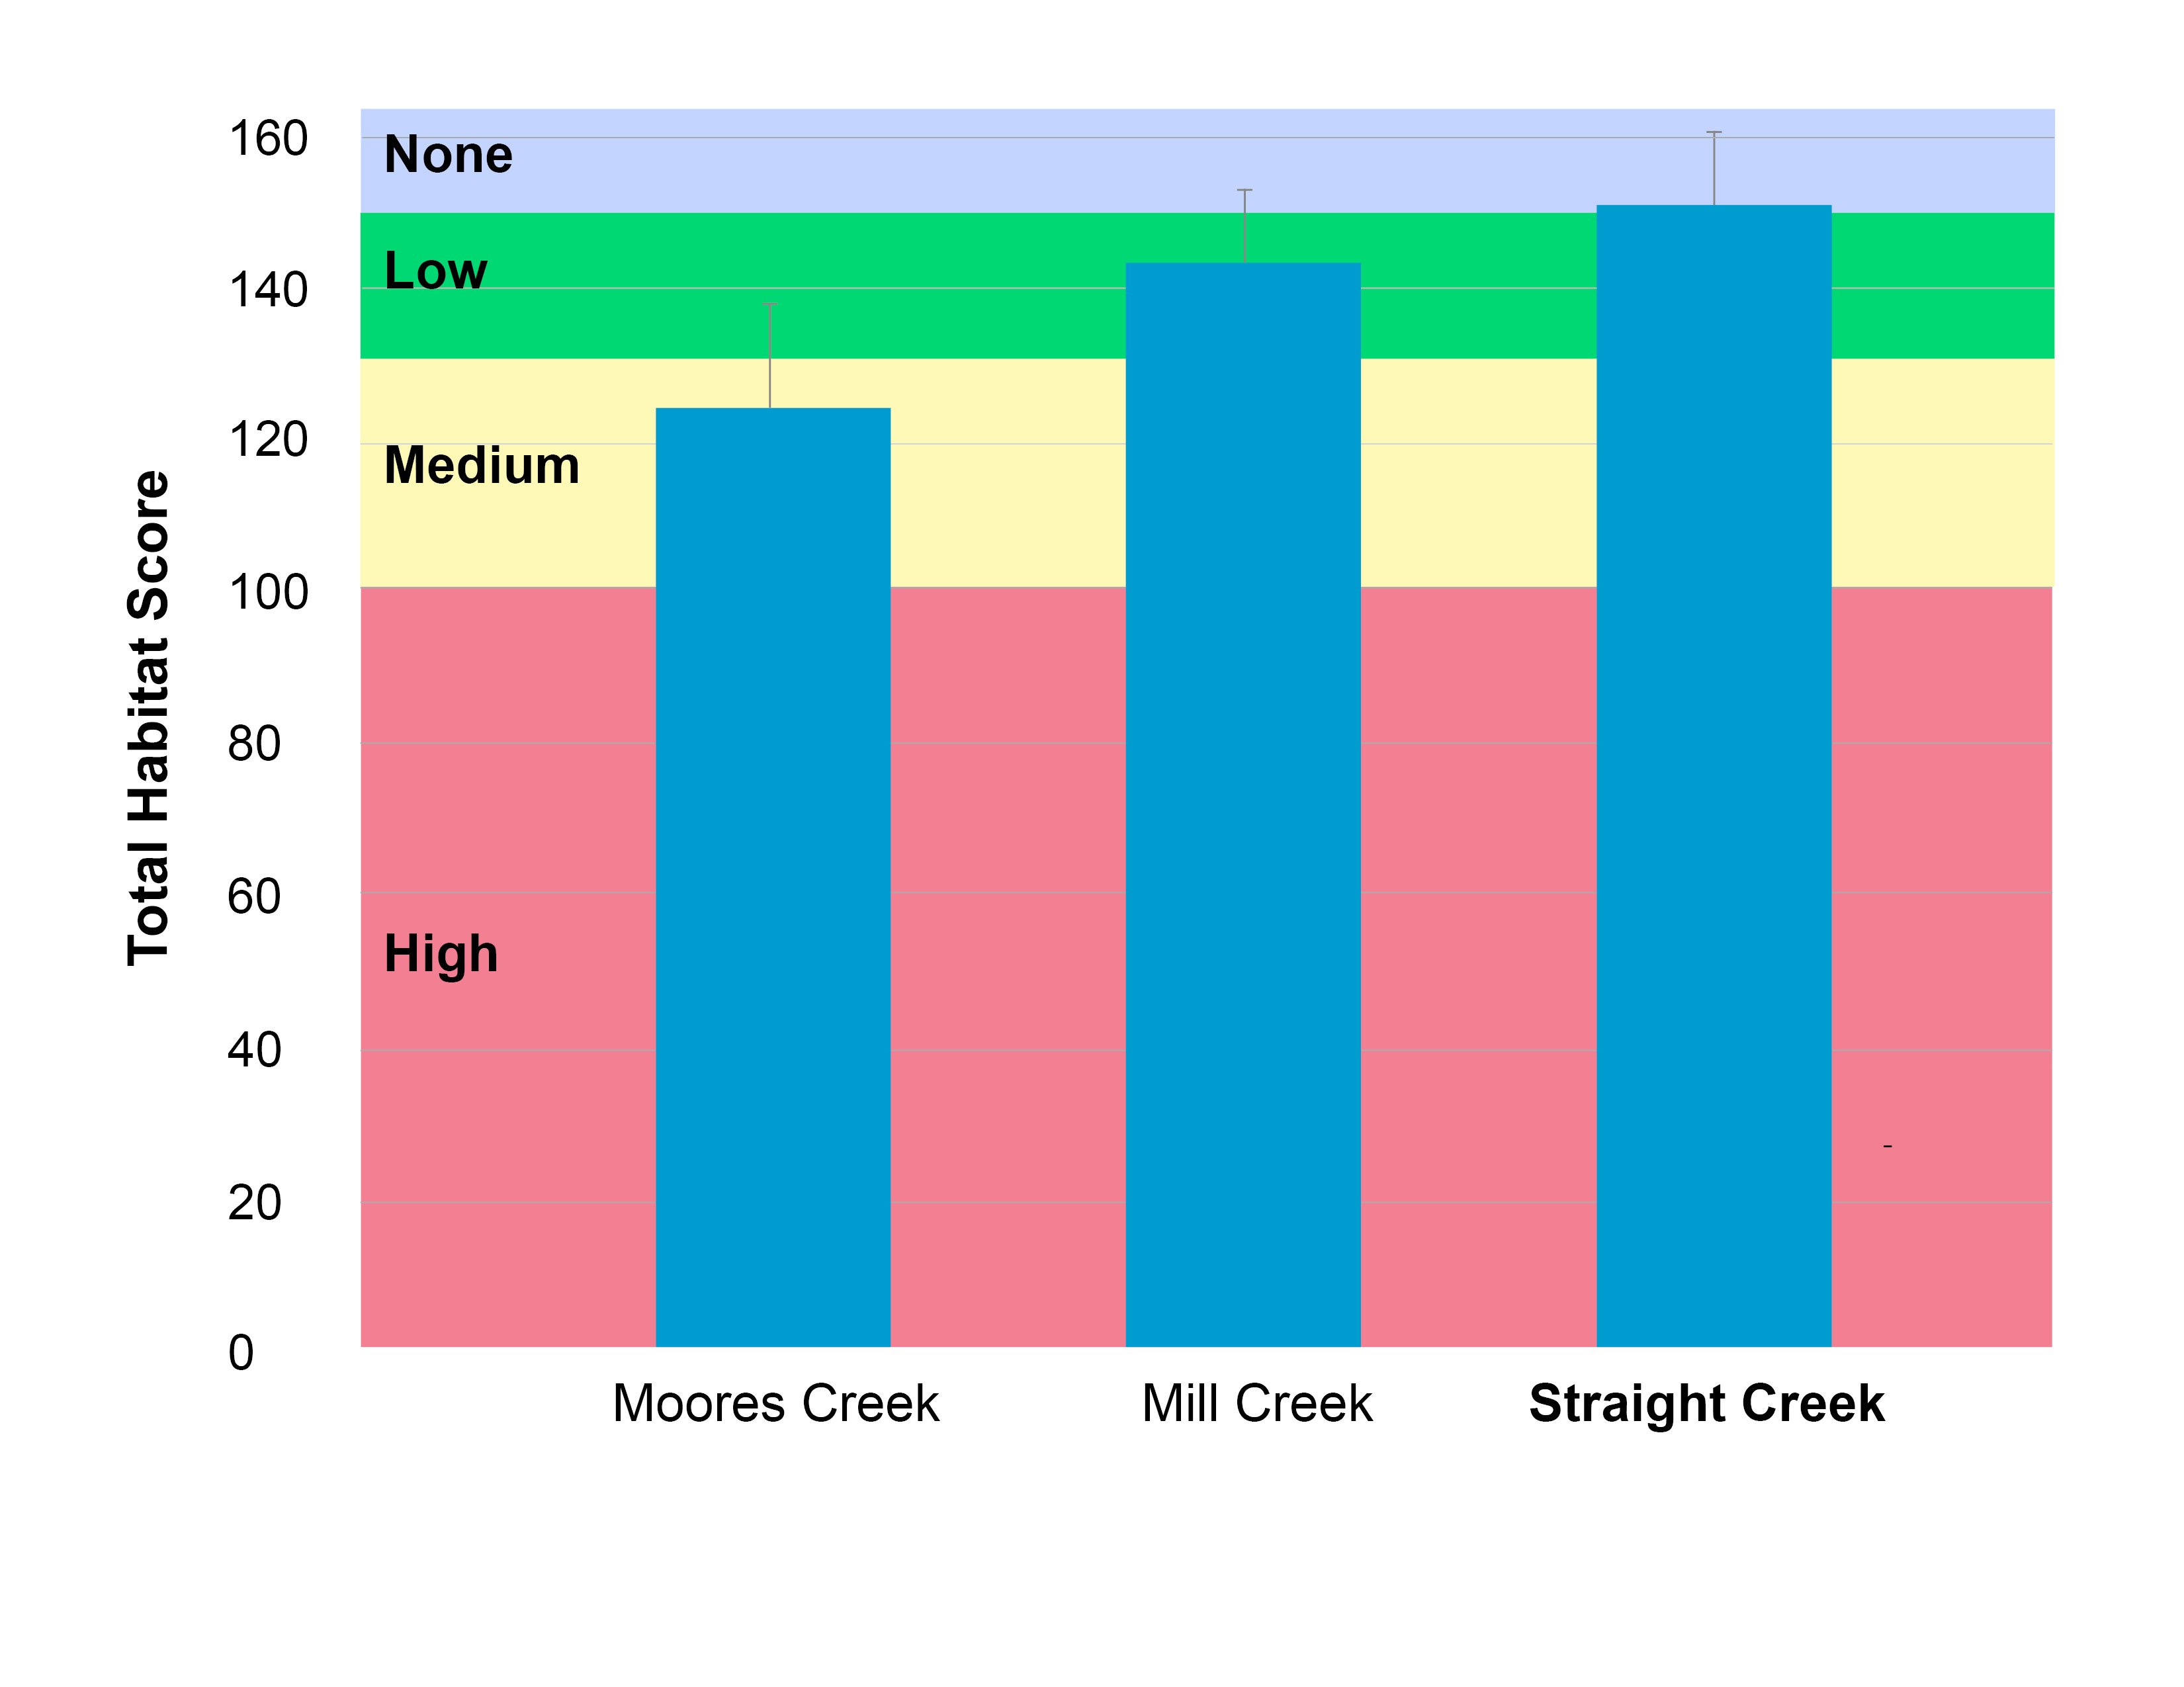 Total Habitat Score
160
140
120
100
80
60
40
20
0
None
Low
Medium
High
Moores Creek
Mill Creek
Straight Creek